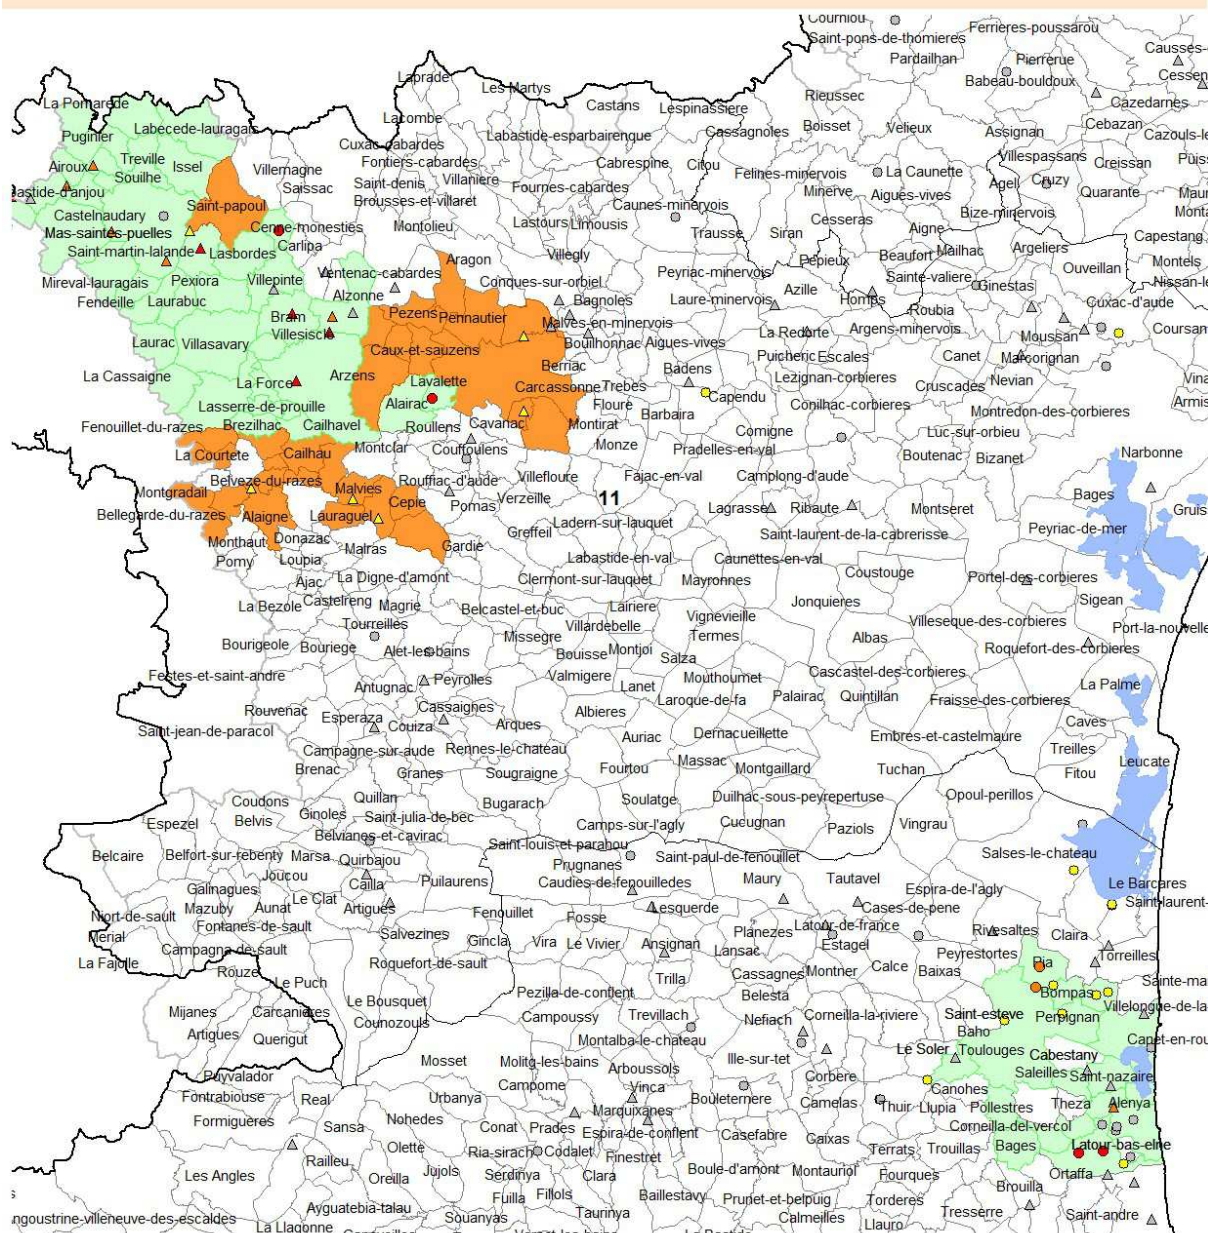 Courniou
Ferrieres-poussarou
Saint-pons-de-thomieres
Pardailhan
Pierrerue
Causses-
Babeau-bouldoux
Cessen
Laprade
Les Martys
Rieussec
Cazedarnes
La Pomarede
Castans
Lespinassiere
Lacombe
Boisset
Velieux
Assignan
Cebazan
Puginier
Labecede-lauragais
Labastide-esparbairenque
Cassagnoles
Cazouls-le
Cuxac-cabardes
Treville
Issel
Villemagne
Fontiers-cabardes
Cabrespine
Citou
Felines-minervois
La Caunette
Villespassans
Creissan
Airoux
Souilhe
Saissac
Saint-denis
Villaniere
Fournes-cabardes
Minerve
Aigues-vives
Agel
Cruzy
Quarante
astide-d'anjou
Saint-papoul
Brousses-et-villaret
Caunes-minervois
Bize-minervois
Castelnaudary
Cenne-monesties
Montolieu
Lastours
Limousis
Trausse
Siran
Cesseras
Aigne
Capestang
Mas-saintes-puelles
Carlipa
Argeliers
Saint-martin-lalande
Lasbordes
Aragon
Villegly
Pepieux
Beaufort
Mailhac
Montels
Mireval-lauragais
Pexiora
Villepinte
Ventenac-cabardes
Conques-sur-orbiel
Peyriac-minervois
Sainte-valiere
Ouveillan
Nissan-le
Fendeille
Laurabuc
Alzonne
Bagnoles
Laure-minervois
Azille
Homps
Ginestas
Cuxac-d'aude
Bram
Pezens
Pennautier
Malves-en-minervois
Roubia
Laurac
Villasavary
Villesiscle
Caux-et-sauzens
Bouilhonnac
Aigues-vives
La Redorte
Argens-minervois
Moussan
Coursan
La Cassaigne
La Force
Arzens
Lavalette
Berriac
Badens
Puicheric
Escales
Canet
Marcorignan
Lasserre-de-prouille
Alairac
Carcassonne
Trebes
Capendu
Lezignan-corbieres
Cruscades
Nevian
Fenouillet-du-razes
Brezilhac
Cailhavel
Roullens
Cavanac
Montirat
Floure
Barbaira
Conilhac-corbieres
Montredon-des-corbieres
La Courtete
Cailhau
Montclar
Couffoulens
Monze
Comigne
Pradelles-en-val
Luc-sur-orbieu
Boutenac
Bizanet
Narbonne
Montgradail
Belveze-du-razes
Malvies
Rouffiac-d'aude
Villefloure
Fajac-en-val
Camplong-d'aude
Bages
Bellegarde-du-razes
Alaigne
Lauraguel
Cepie
Pomas
Verzeille
11
Lagrasse
Ribaute
Montseret
Monthaut
Donazac
Malras
Gardie
Greffeil
Ladern-sur-lauquet
Saint-laurent-de-la-cabrerisse
Peyriac-de-mer
Pomy
Loupia
Labastide-en-val
Caunettes-en-val
Ajac
La Digne-d'amont
Clermont-sur-lauquet
Mayronnes
Coustouge
Portel-des-corbieres
La Bezole
Castelreng
Magrie
Belcastel-et-buc
Lairiere
Jonquieres
Sigean
Tourreilles
Villardebelle
Vignevieille
Villeseque-des-corbieres
Port-la-nouvelle
Bourigeole
Bouriege
Alet-les-bains
Missegre
Bouisse
Montjoi
Termes
Albas
Roquefort-des-corbieres
Festes-et-saint-andre
Antugnac
Peyrolles
Valmigere
Salza
Mouthoumet
Cascastel-des-corbieres
La Palme
Rouvenac
Esperaza
Cassaignes
Lanet
Laroque-de-fa
Palairac
Quintillan
Fraisse-des-corbieres
Saint-jean-de-paracol
Couiza
Arques
Albieres
Dernacueillette
Embres-et-castelmaure
Caves
Campagne-sur-aude
Rennes-le-chateau
Auriac
Treilles
Brenac
Granes
Sougraigne
Fourtou
Massac
Montgaillard
Tuchan
Fitou
Leucate
Coudons
Quillan
Bugarach
Soulatge
Duilhac-sous-peyrepertuse
Opoul-perillos
Espezel
Belvis
Ginoles
Saint-julia-de-bec
Camps-sur-l'agly
Cucugnan
Paziols
Vingrau
Belvianes-et-cavirac
Saint-louis-et-parahou
Belcaire
Belfort-sur-rebenty
Marsa
Quirbajou
Prugnanes
Saint-paul-de-fenouillet
Salses-le-chateau
Galinagues
Joucou
Cailla
Puilaurens
Caudies-de-fenouilledes
Maury
Tautavel
Espira-de-l'agly
Le Barcares
Niort-de-sault
Mazuby
Aunat
Le Clat
Artigues
Fenouillet
Fosse
Lesquerde
Cases-de-pene
Saint-laurent-
Merial
Fontanes-de-sault
Salvezines
Gincla
Vira
Le Vivier
Ansignan
Planezes
Latour-de-france
Rivesaltes
Claira
La Fajolle
Campagna-de-sault
Roquefort-de-sault
Lansac
Estagel
Peyrestortes
Torreilles
Rouze
Le Puch
Trilla
Cassagnes
Montner
Calce
Baixas
Pia
Sainte-ma
Mijanes
Carcanieres
Le Bousquet
Pezilla-de-conflent
Belesta
Bompas
Villelongue-de-la-
Artigues
Querigut
Counozouls
Campoussy
Trevillach
Nefiach
Corneilla-la-riviere
Saint-esteve
Perpignan
Montalba-le-chateau
Baho
Canet-en-rou
Mosset
Molitg-les-bains
Ille-sur-tet
Le Soler
Toulouges
Cabestany
Puyvalador
Arboussols
Corbere
Saleilles
Saint-nazaire
Fontrabiouse
Real
Urbanya
Campome
Vinca
Bouleternere
Camelas
Thuir
Llupia
Canohes
Pollestres
Theza
Alenya
Formigueres
Sansa
Nohedes
Conat
Prades
Marquixanes
Espira-de-conflent
Casefabre
Caixas
Corneilla-del-vercol
Railleu
Olette
Ria-sirach
Codalet
Finestret
Terrats
Trouillas
Bages
Latour-bas-elne
Les Angles
Oreilla
Jujols
Serdinya
Clara
Boule-d'amont
Montauriol
Fourques
Ortaffa
Ayguatebia-talau
Fuilla
Fillols
Baillestavy
Prunet-et-belpuig
Torderes
Brouilla
ngoustrine-villeneuve-des-escaldes
La Llagonne
Souanyas
Taurinya
Calmeilles
Llauro
Tresserre
Saint-andre